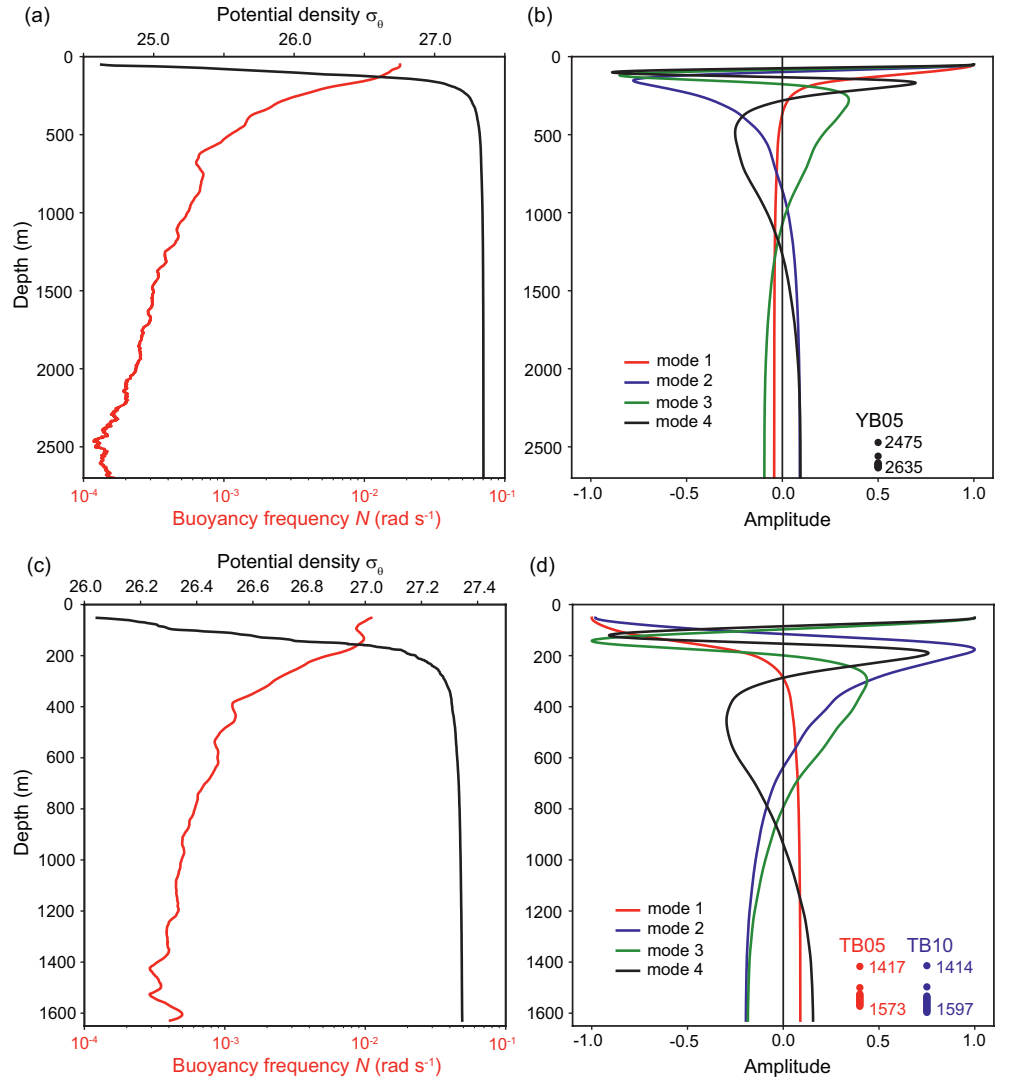 (a)
Potential density σθ
25.0 26.0 27.0
0
500
1000
1500
2000
2500
Depth (m)
10-4 10-3 10-2 10-1
Buoyancy frequency N (rad s-1)
(b)
0
500
1000
1500
2000
2500
mode 1
mode 2
mode 3
mode 4
YB05
2475
2635
-1.0 -0.5 0.0 0.5 1.0
Amplitude
(c)
Potential density σθ
26.0 26.2 26.4 26.6 26.8 27.0 27.2 27.4
0
200
400
600
800
1000
1200
1400
1600
Depth (m)
10-4 10-3 10-2 10-1
Buoyancy frequency N (rad s-1)
(d)
0
200
400
600
800
1000
1200
1400
1600
mode 1
mode 2
mode 3
mode 4
TB05 TB10
1417 1414
1573 1597
-1.0 -0.5 0.0 0.5 1.0
Amplitude